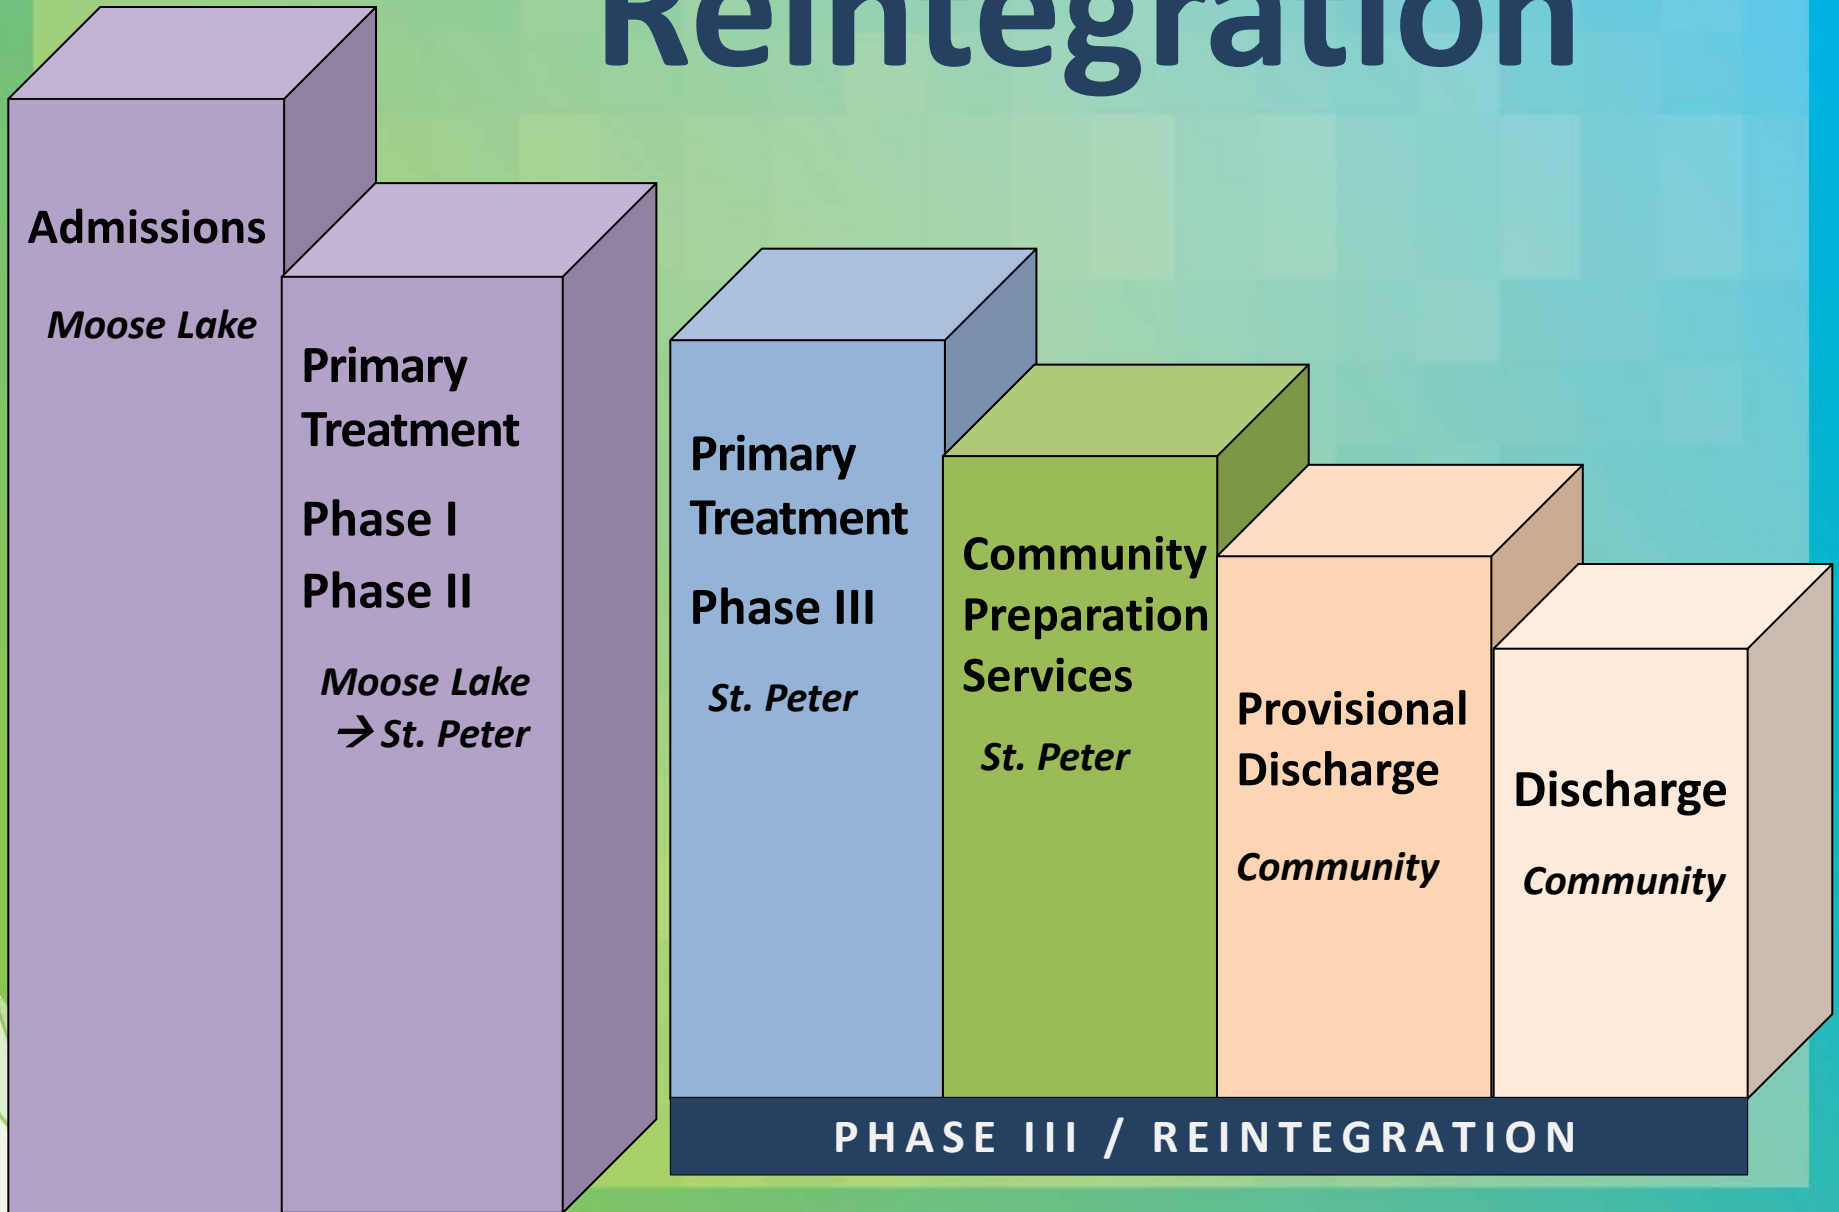 Reintegration
Admissions
Moose Lake
Primary
Treatment
Phase I
Phase II
Moose Lake
→ St. Peter
Primary
Treatment
Phase III
St. Peter
Community
Preparation
Services
St. Peter
Provisional
Discharge
Community
Discharge
Community
PHASE III / REINTEGRATION